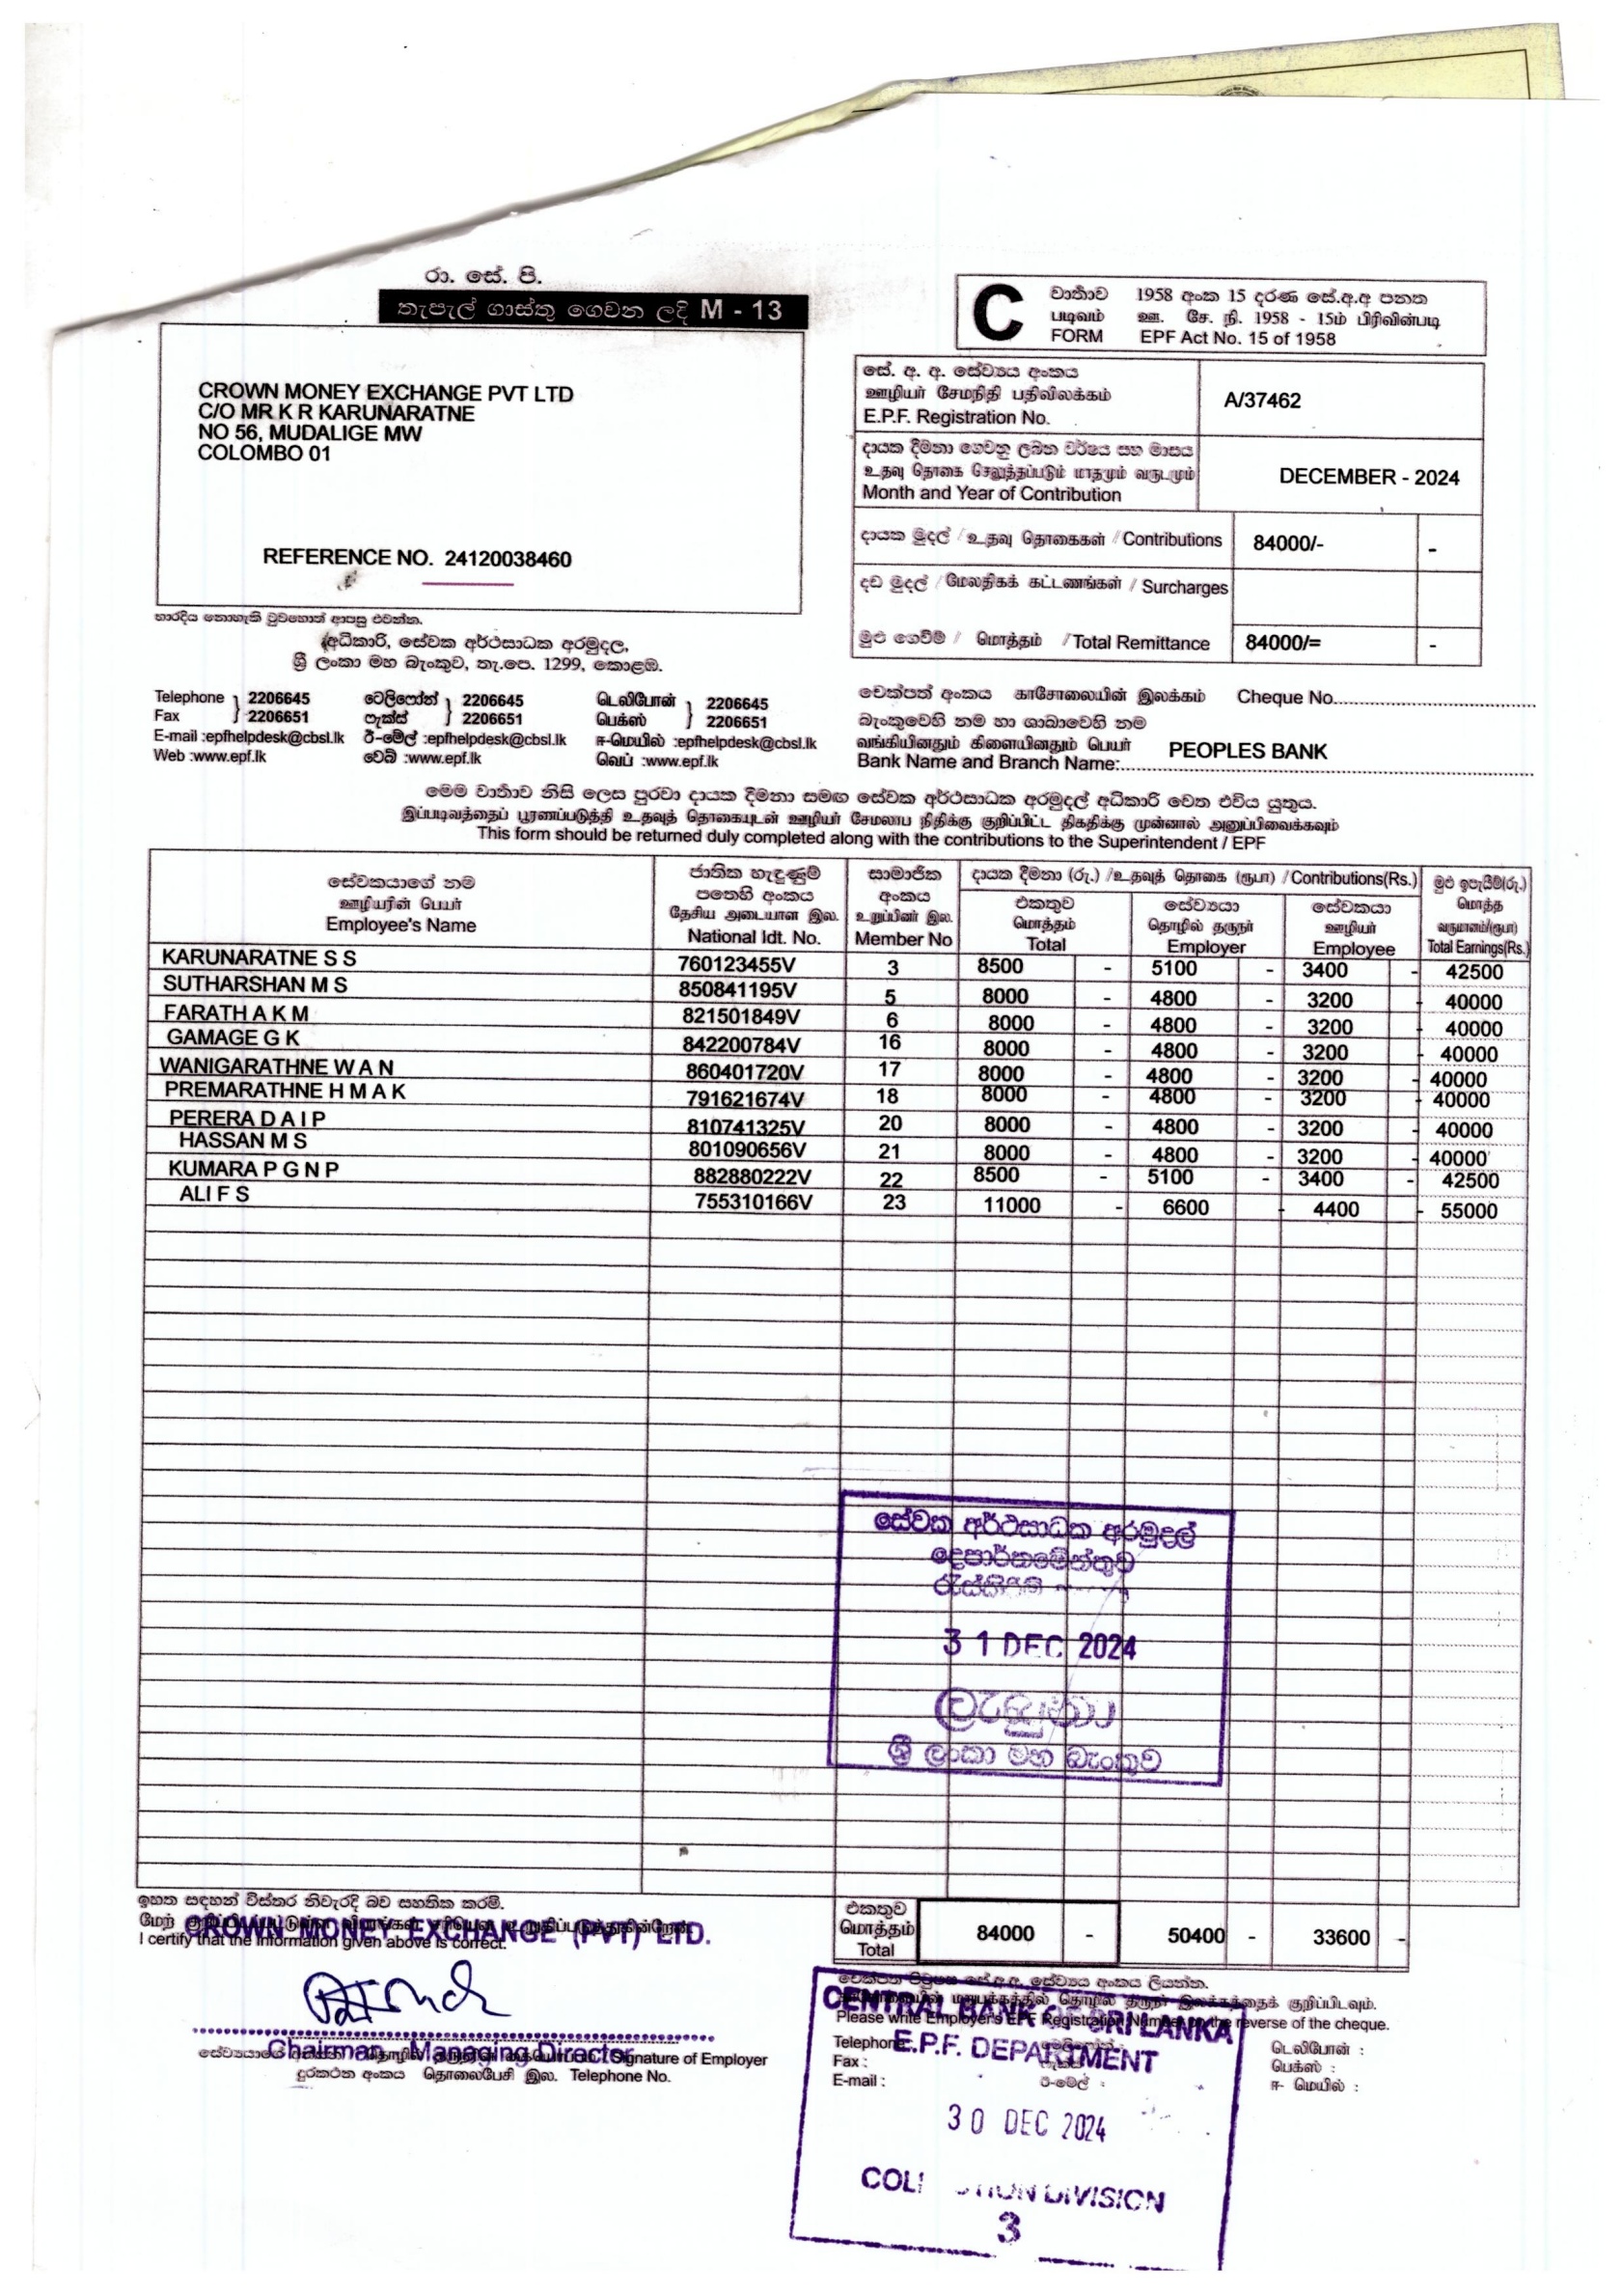 රා. සේ. පි.
තැපැල් ගාස්තු ගෙවන ලදි M - 13
CROWN MONEY EXCHANGE PVT LTD
C/O MR K R KARUNARATNE
NO 56, MUDALIGE MW
COLOMBO 01
REFERENCE NO. 24120038460
C
වාර්තාව 1958 අංක 15 දරණ සේ.අ.අ පනත
படிவம் ஊ. சே. நி. 1958 - 15ம் பிரிவின்படி
FORM EPF Act No. 15 of 1958
සේ. අ. අ. සේව්‍යය අංකය
ஊழியர் சேமநிதி பதிவிலக்கம்
E.P.F. Registration No.
A/37462
දායක දීමනා ගෙවනු ලබන වර්ෂය සහ මාසය
உதவு தொகை செலுத்தப்படும் மாதமும் வருடமும்
Month and Year of Contribution
DECEMBER - 2024
දායක මුදල් / உதவு தொகைகள் / Contributions 84000/- -
දඩ මුදල් / மேலதிகக் கட்டணங்கள் / Surcharges
මුළු ගෙවීම් / மொத்தம் / Total Remittance 84000/= -
භාරදිය නොහැකි වුවහොත් ආපසු එවන්න.
අධිකාරි, සේවක අර්ථසාධක අරමුදල,
ශ්‍රී ලංකා මහ බැංකුව, තැ.පෙ. 1299, කොළඹ.
Telephone 2206645 ටෙලිෆෝන් 2206645 டெலிபோன் 2206645
Fax 2206651 ෆැක්ස් 2206651 பெக்ஸ் 2206651
E-mail :epfhelpdesk@cbsl.lk ඊ-මේල් :epfhelpdesk@cbsl.lk ஈ-மெயில் :epfhelpdesk@cbsl.lk
Web :www.epf.lk වෙබ් :www.epf.lk வெப் :www.epf.lk
චෙක්පත් අංකය காசோலையின் இலக்கம் Cheque No.
බැංකුවෙහි නම හා ශාඛාවෙහි නම
வங்கியினதும் கிளையினதும் பெயர்
Bank Name and Branch Name: PEOPLES BANK
මෙම වාර්තාව නිසි ලෙස පුරවා දායක දීමනා සමඟ සේවක අර්ථසාධක අරමුදල් අධිකාරි වෙත එවිය යුතුය.
இப்படிவத்தைப் பூரணப்படுத்தி உதவுத் தொகையுடன் ஊழியர் சேமலாப நிதிக்கு குறிப்பிட்ட திகதிக்கு முன்னால் அனுப்பிவைக்கவும்
This form should be returned duly completed along with the contributions to the Superintendent / EPF
සේවකයාගේ නම
ஊழியரின் பெயர்
Employee's Name
ජාතික හැඳුණුම්
පතෙහි අංකය
தேசிய அடையாள இல.
National Idt. No.
සාමාජික
අංකය
உறுப்பினர் இல.
Member No
දායක දීමනා (රු.) / உதவுத் தொகை (ரூபா) / Contributions(Rs.)
එකතුව
மொத்தம்
Total
සේව්‍යයා
தொழில் தருநர்
Employer
සේවකයා
ஊழியர்
Employee
මුළු ඉපැයීම්(රු.)
மொத்த
வருமானம்(ரூபா)
Total Earnings(Rs.)
KARUNARATNE S S 760123455V 3 8500 - 5100 - 3400 - 42500
SUTHARSHAN M S 850841195V 5 8000 - 4800 - 3200 - 40000
FARATH A K M 821501849V 6 8000 - 4800 - 3200 - 40000
GAMAGE G K 842200784V 16 8000 - 4800 - 3200 - 40000
WANIGARATHNE W A N 860401720V 17 8000 - 4800 - 3200 - 40000
PREMARATHNE H M A K 791621674V 18 8000 - 4800 - 3200 - 40000
PERERA D A I P 810741325V 20 8000 - 4800 - 3200 - 40000
HASSAN M S 801090656V 21 8000 - 4800 - 3200 - 40000
KUMARA P G N P 882880222V 22 8500 - 5100 - 3400 - 42500
ALI F S 755310166V 23 11000 - 6600 - 4400 - 55000
සේවක අර්ථසාධක අරමුදල්
දෙපාර්තමේන්තුව
31 DEC 2024
ලැබුණා
ශ්‍රී ලංකා මහ බැංකුව
ඉහත සඳහන් විස්තර නිවැරදි බව සහතික කරමි.
I certify that the information given above is correct.
CROWN MONEY EXCHANGE (PVT) LTD.
එකතුව
மொத்தம்
Total
84000 - 50400 - 33600 -
Chairman Managing Director
Signature of Employer
දුරකථන අංකය தொலைபேசி இல. Telephone No.
Please write Employer's EPF Registration Number on the reverse of the cheque.
Telephone டெலிபோன் :
Fax : பெக்ஸ் :
E-mail : ඊ-මේල් : ஈ- மெயில் :
CENTRAL BANK OF SRI LANKA
E.P.F. DEPARTMENT
30 DEC 2024
DIVISION
3